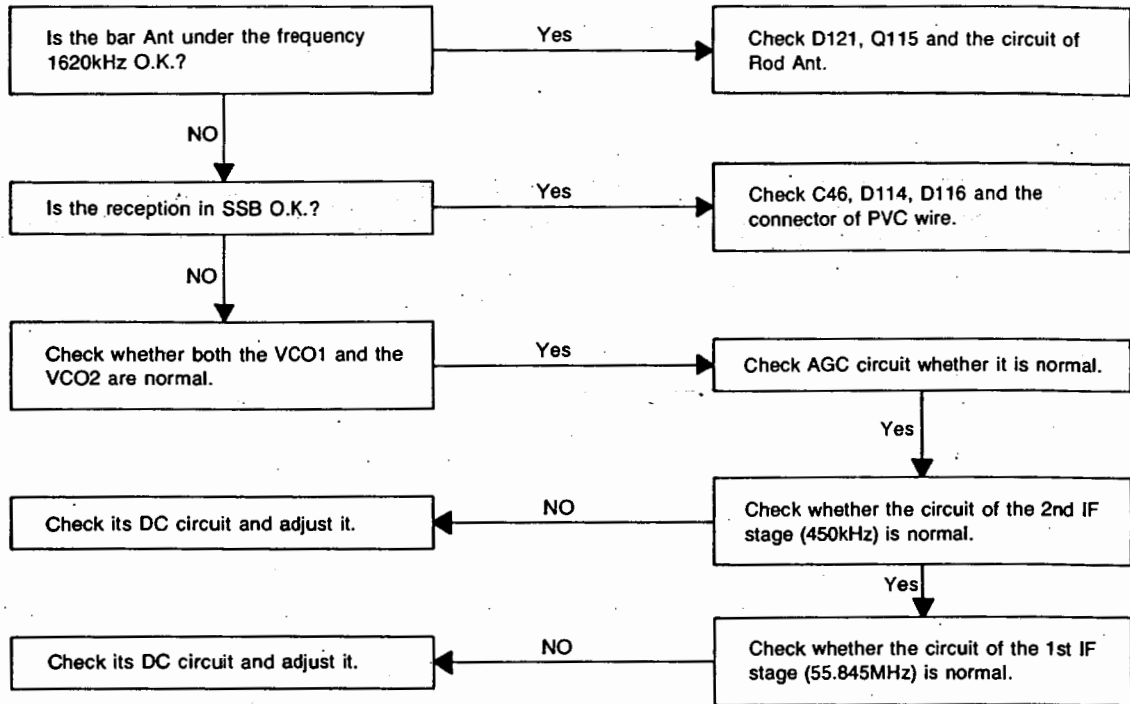 Is the bar Ant under the frequency
1620kHz O.K.?
Yes
Check D121, Q115 and the circuit of
Rod Ant.
NO
Is the reception in SSB O.K.?
Yes
Check C46, D114, D116 and the
connector of PVC wire.
NO
Check whether both the VCO1 and the
VCO2 are normal.
Yes
Check AGC circuit whether it is normal.
Yes
Check its DC circuit and adjust it.
NO
Check whether the circuit of the 2nd IF
stage (450kHz) is normal.
Yes
Check its DC circuit and adjust it.
NO
Check whether the circuit of the 1st IF
stage (55.845MHz) is normal.